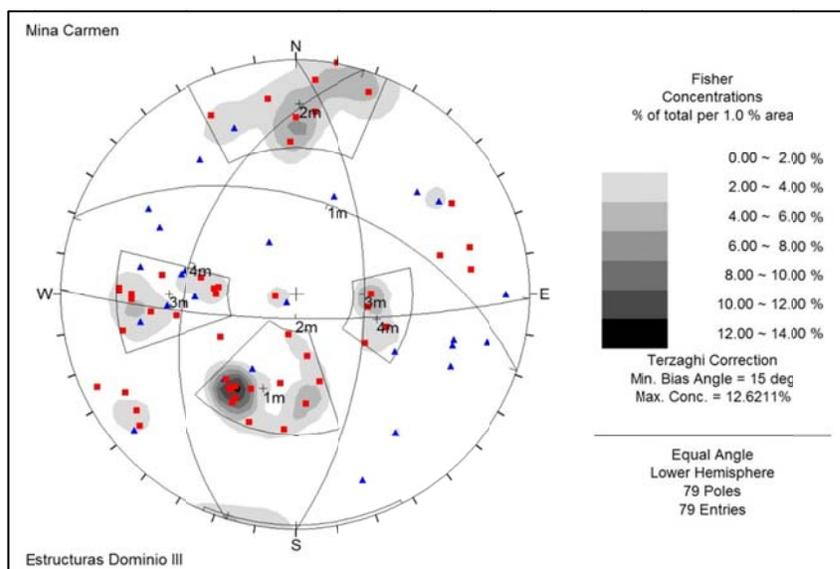 Mina Carmen
N
2m
1m
4m
W
3m
3m
E
2m
4m
1m
S
Estructuras Dominio III
Fisher
Concentrations
% of total per 1.0 % area
0.00 ~ 2.00 %
2.00 ~ 4.00 %
4.00 ~ 6.00 %
6.00 ~ 8.00 %
8.00 ~ 10.00 %
10.00 ~ 12.00 %
12.00 ~ 14.00 %
Terzaghi Correction
Min. Bias Angle = 15 deg
Max. Conc. = 12.6211%
Equal Angle
Lower Hemisphere
79 Poles
79 Entries